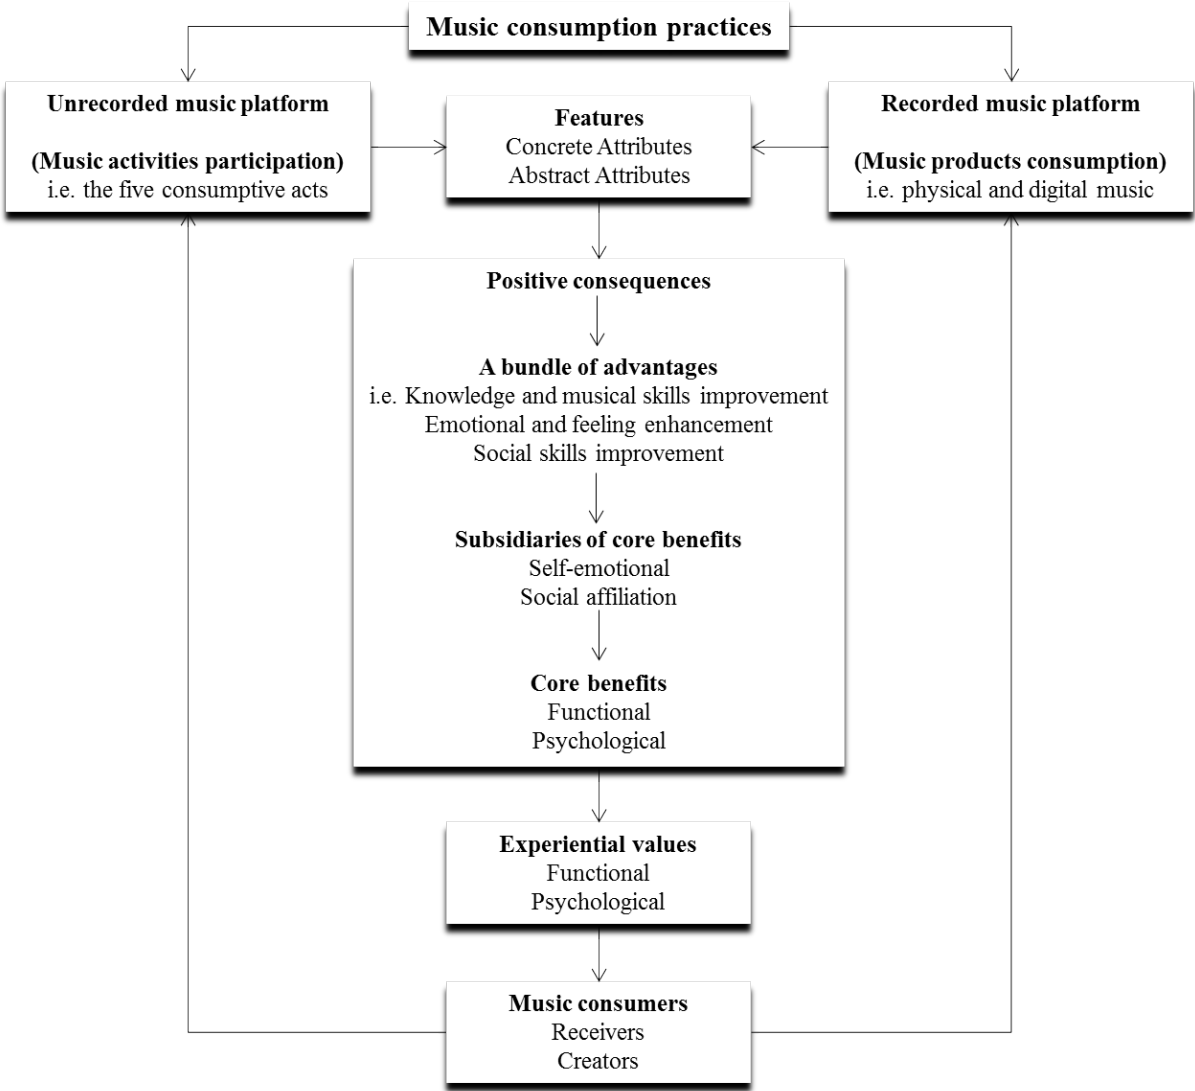 Music consumption practices
Unrecorded music platform
(Music activities participation)
i.e. the five consumptive acts
Features
Concrete Attributes
Abstract Attributes
Recorded music platform
(Music products consumption)
i.e. physical and digital music
Positive consequences
A bundle of advantages
i.e. Knowledge and musical skills improvement
Emotional and feeling enhancement
Social skills improvement
Subsidiaries of core benefits
Self-emotional
Social affiliation
Core benefits
Functional
Psychological
Experiential values
Functional
Psychological
Music consumers
Receivers
Creators